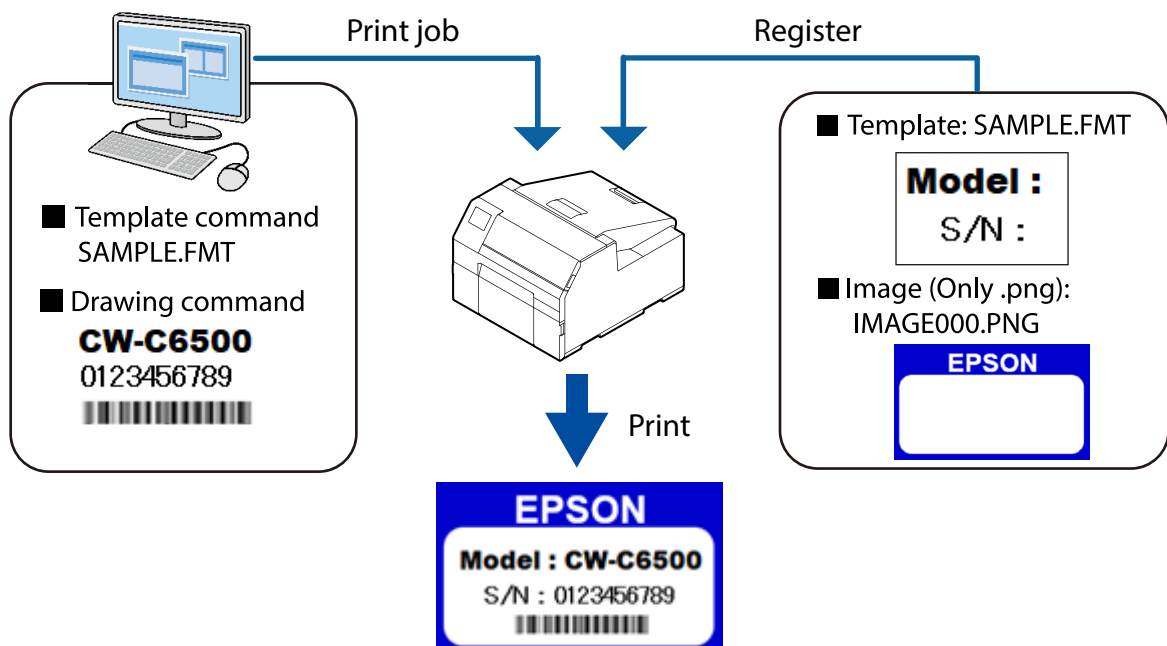 Print job
Register
■ Template command
SAMPLE.FMT
■ Drawing command
CW-C6500
0123456789
■ Template: SAMPLE.FMT
Model :
S/N :
■ Image (Only .png):
IMAGE000.PNG
EPSON
Print
EPSON
Model : CW-C6500
S/N : 0123456789